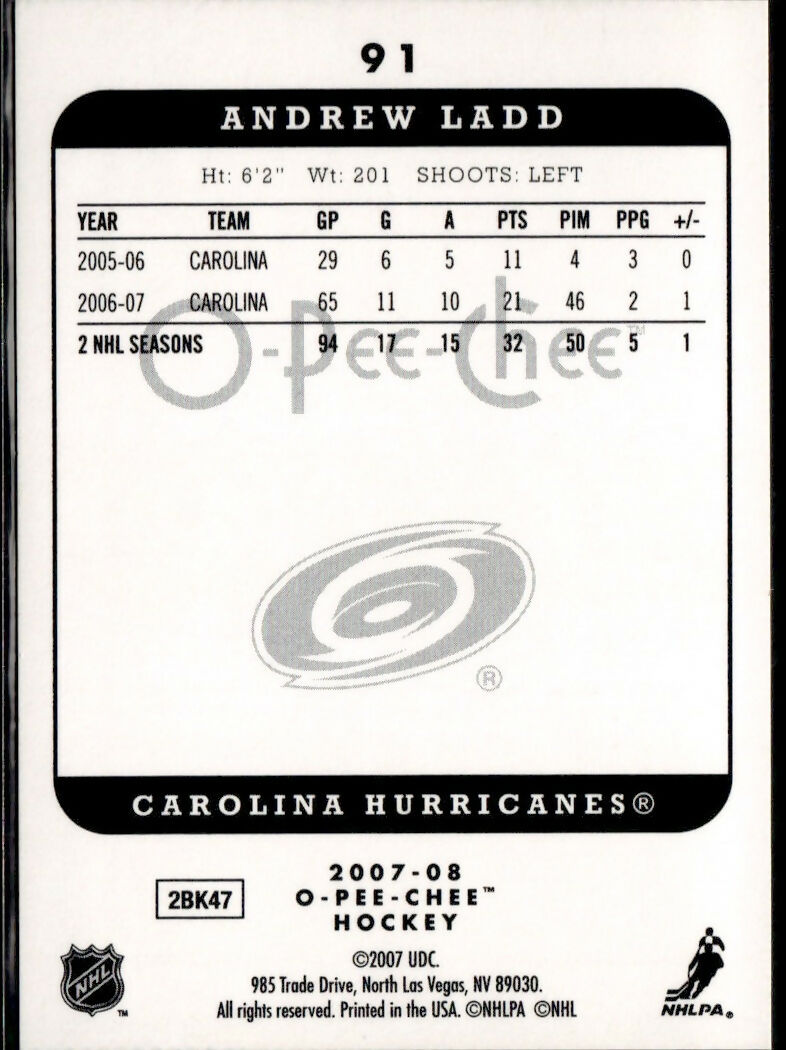 91
ANDREW LADD
Ht: 6'2" Wt: 201 SHOOTS: LEFT
YEAR TEAM GP G A PTS PIM PPG +/-
2005-06 CAROLINA 29 6 5 11 4 3 0
2006-07 CAROLINA 65 11 10 21 46 2 1
2 NHL SEASONS 94 17 15 32 50 5 1
O-Pee-Chee™
®
CAROLINA HURRICANES®
2BK47
2007-08
O-PEE-CHEE™
HOCKEY
©2007 UDC.
985 Trade Drive, North Las Vegas, NV 89030.
All rights reserved. Printed in the USA. ©NHLPA ©NHL
NHL™
NHLPA®